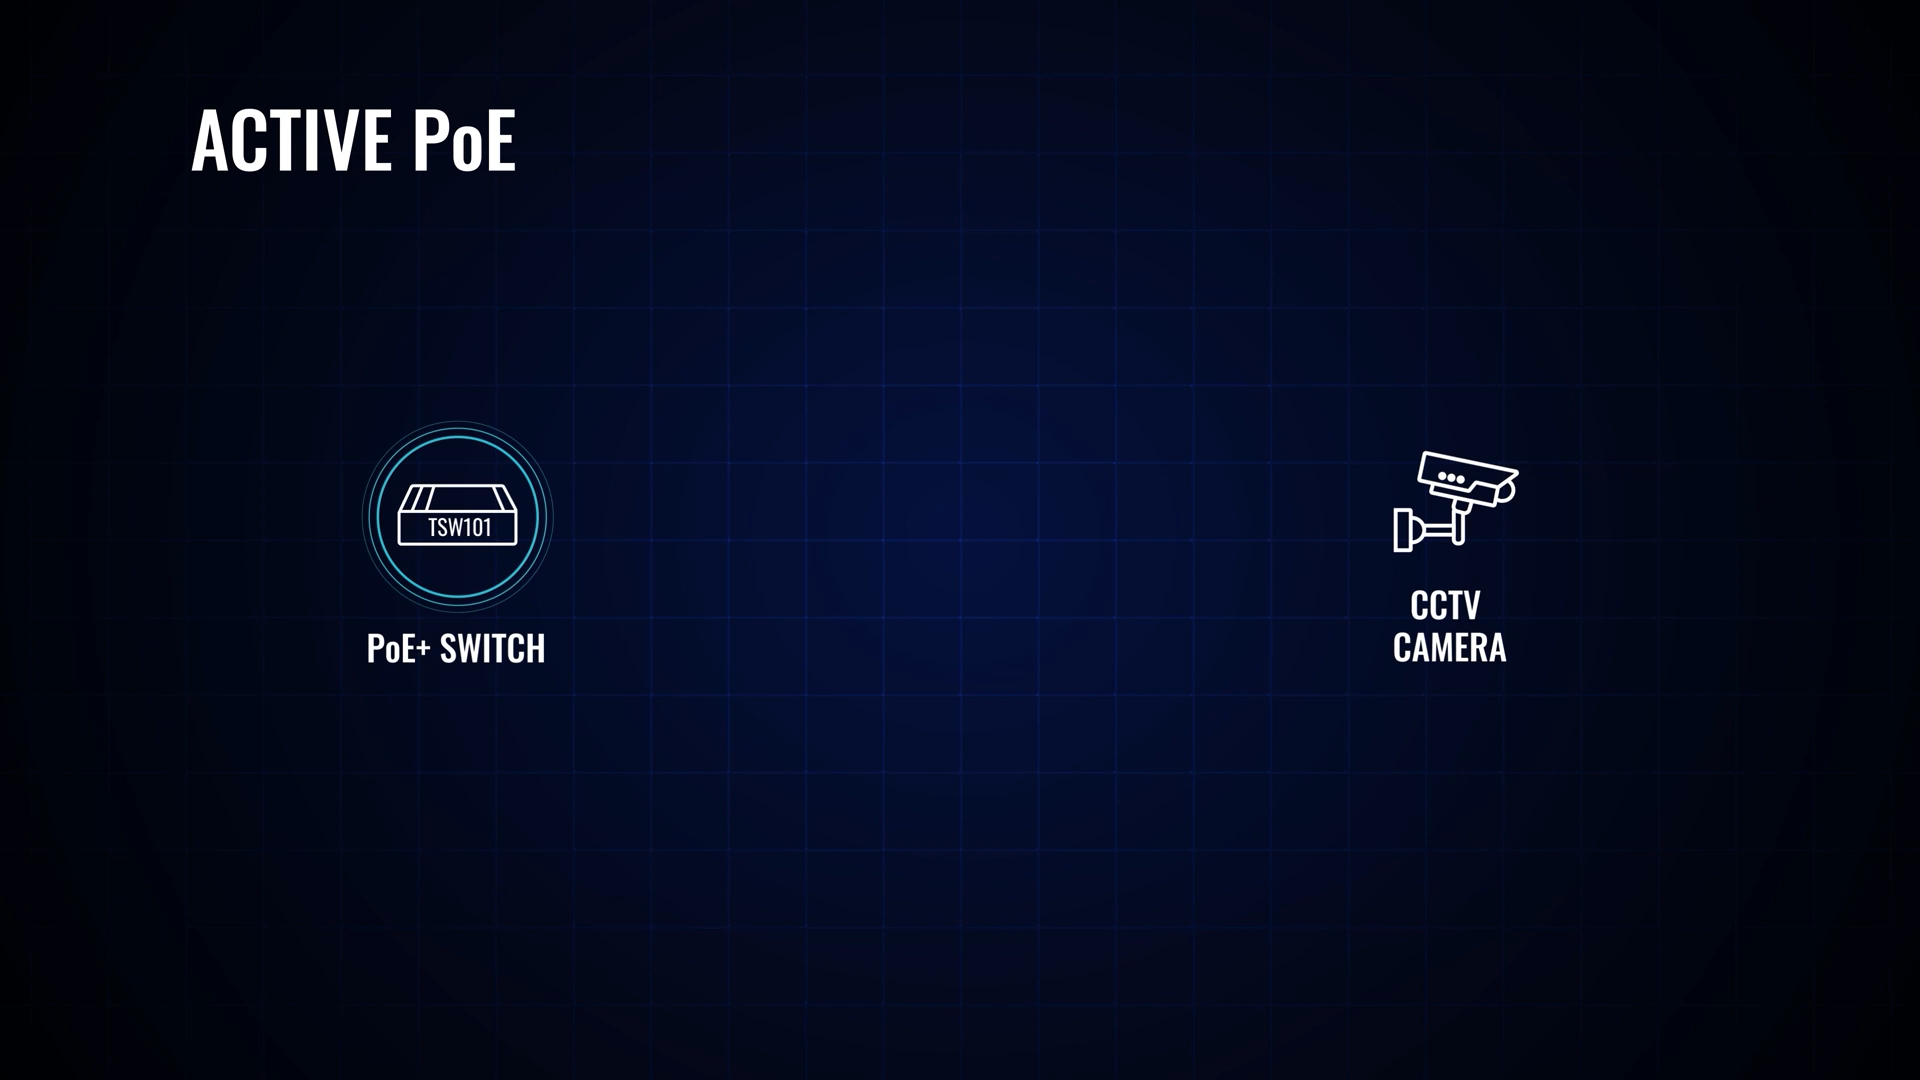 ACTIVE PoE
TSW101
PoE+ SWITCH
CCTV
CAMERA